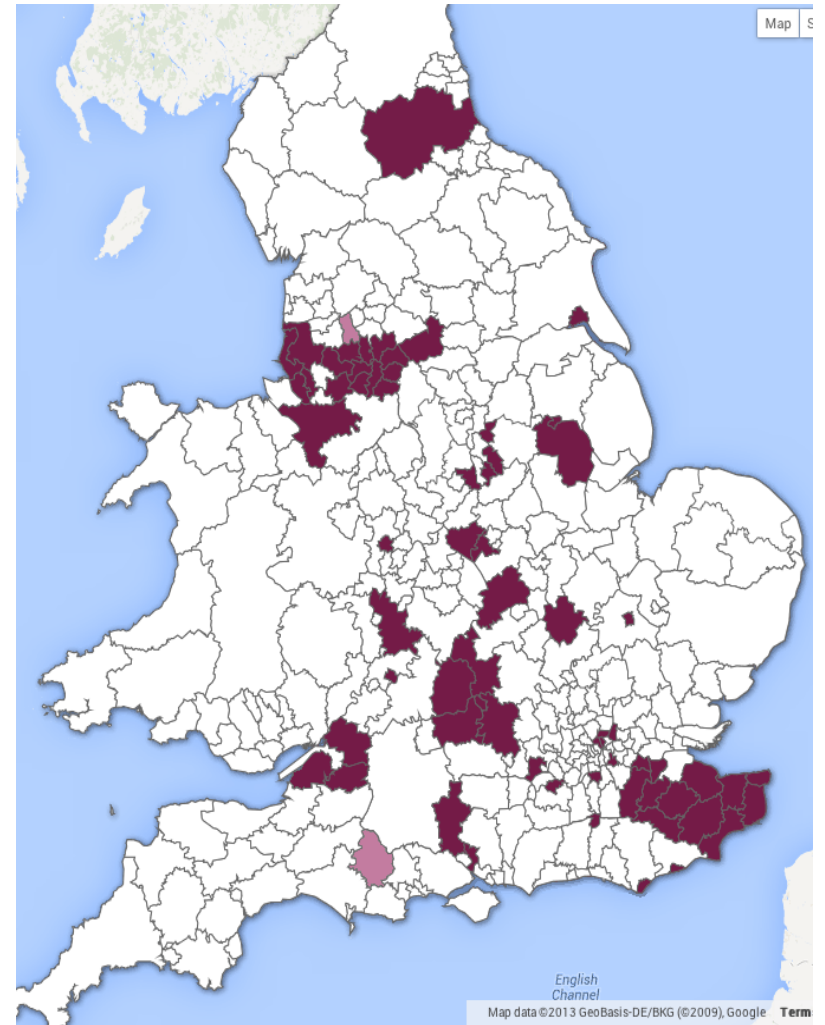 Map
S
English
Channel
Map data ©2013 GeoBasis-DE/BKG (©2009), Google
Term